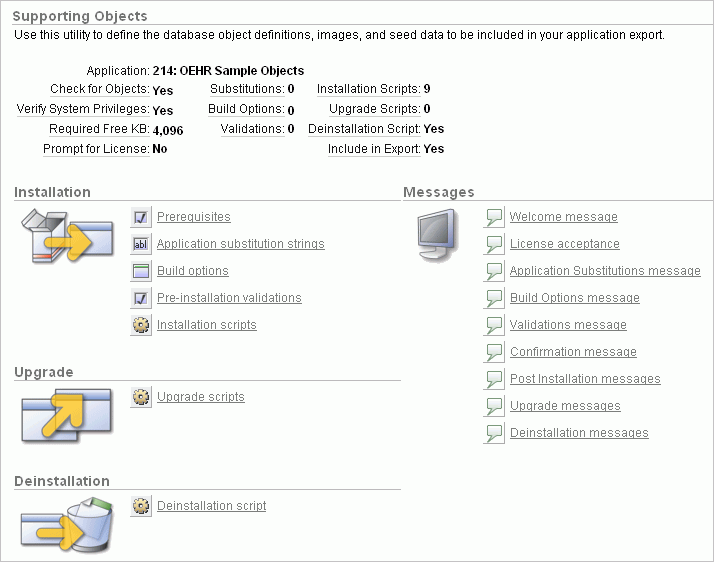 Supporting Objects
Use this utility to define the database object definitions, images, and seed data to be included in your application export.
Application: 214: OEHR Sample Objects
Check for Objects: Yes Substitutions: 0 Installation Scripts: 9
Verify System Privileges: Yes Build Options: 0 Upgrade Scripts: 0
Required Free KB: 4,096 Validations: 0 Deinstallation Script: Yes
Prompt for License: No Include in Export: Yes
Installation
Prerequisites
abl Application substitution strings
Build options
Pre-installation validations
Installation scripts
Upgrade
Upgrade scripts
Deinstallation
Deinstallation script
Messages
Welcome message
License acceptance
Application Substitutions message
Build Options message
Validations message
Confirmation message
Post Installation messages
Upgrade messages
Deinstallation messages